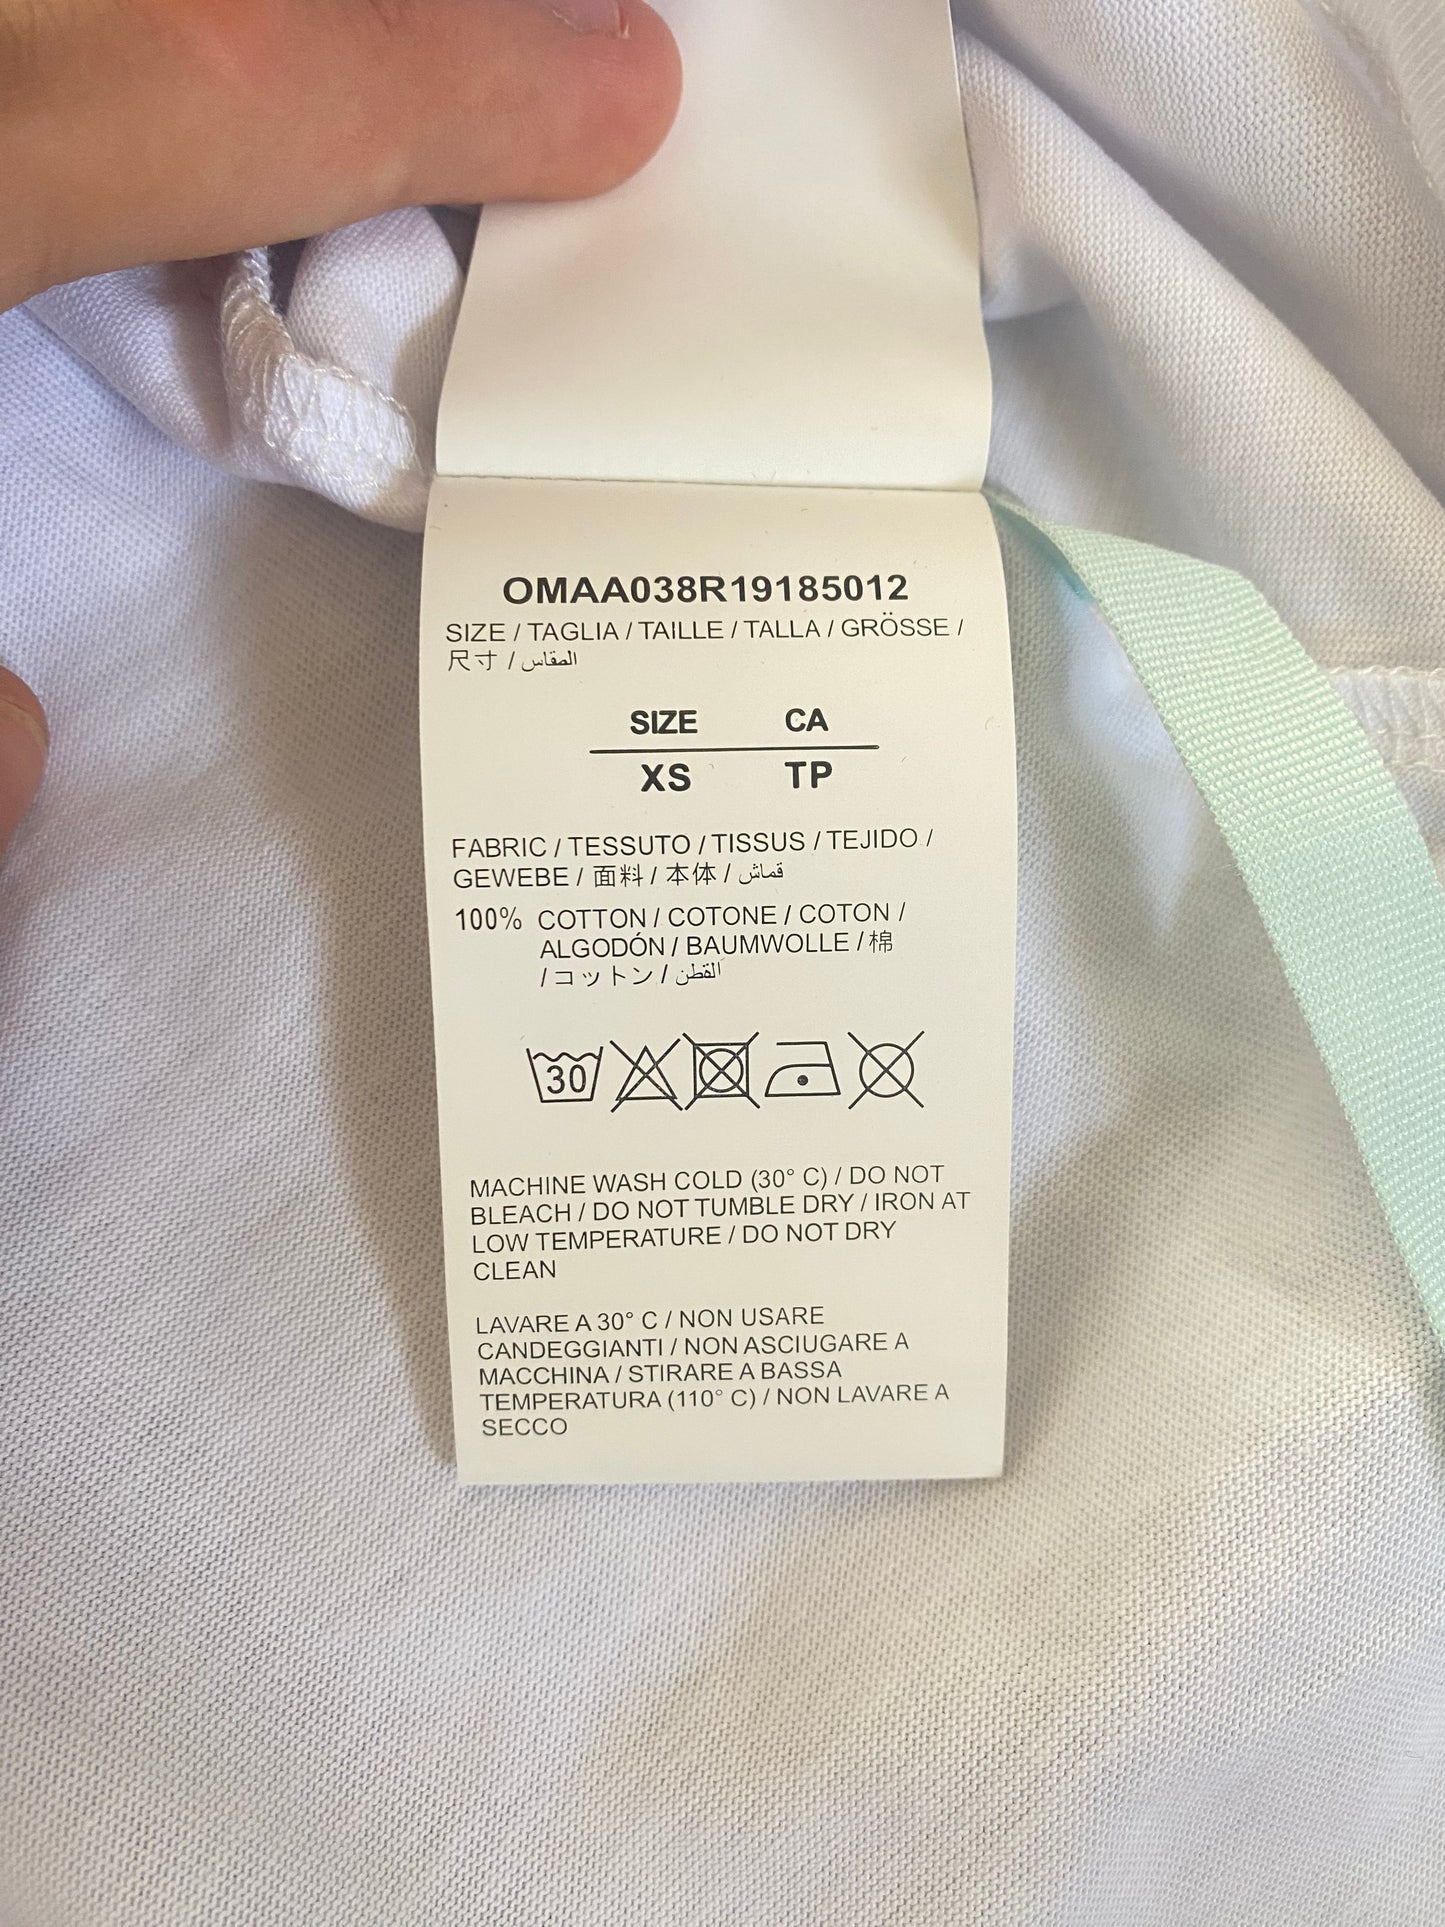 OMAA038R19185012
SIZE / TAGLIA / TAILLE / TALLA / GRÖSSE /
尺寸 / المقاس
SIZE CA
XS TP
FABRIC / TESSUTO / TISSUS / TEJIDO /
GEWEBE / 面料 / 本体 / قماش
100% COTTON / COTONE / COTON /
ALGODÓN / BAUMWOLLE / 棉
/ コットン / القطن
30
MACHINE WASH COLD (30° C) / DO NOT
BLEACH / DO NOT TUMBLE DRY / IRON AT
LOW TEMPERATURE / DO NOT DRY
CLEAN
LAVARE A 30° C / NON USARE
CANDEGGIANTI / NON ASCIUGARE A
MACCHINA / STIRARE A BASSA
TEMPERATURA (110° C) / NON LAVARE A
SECCO